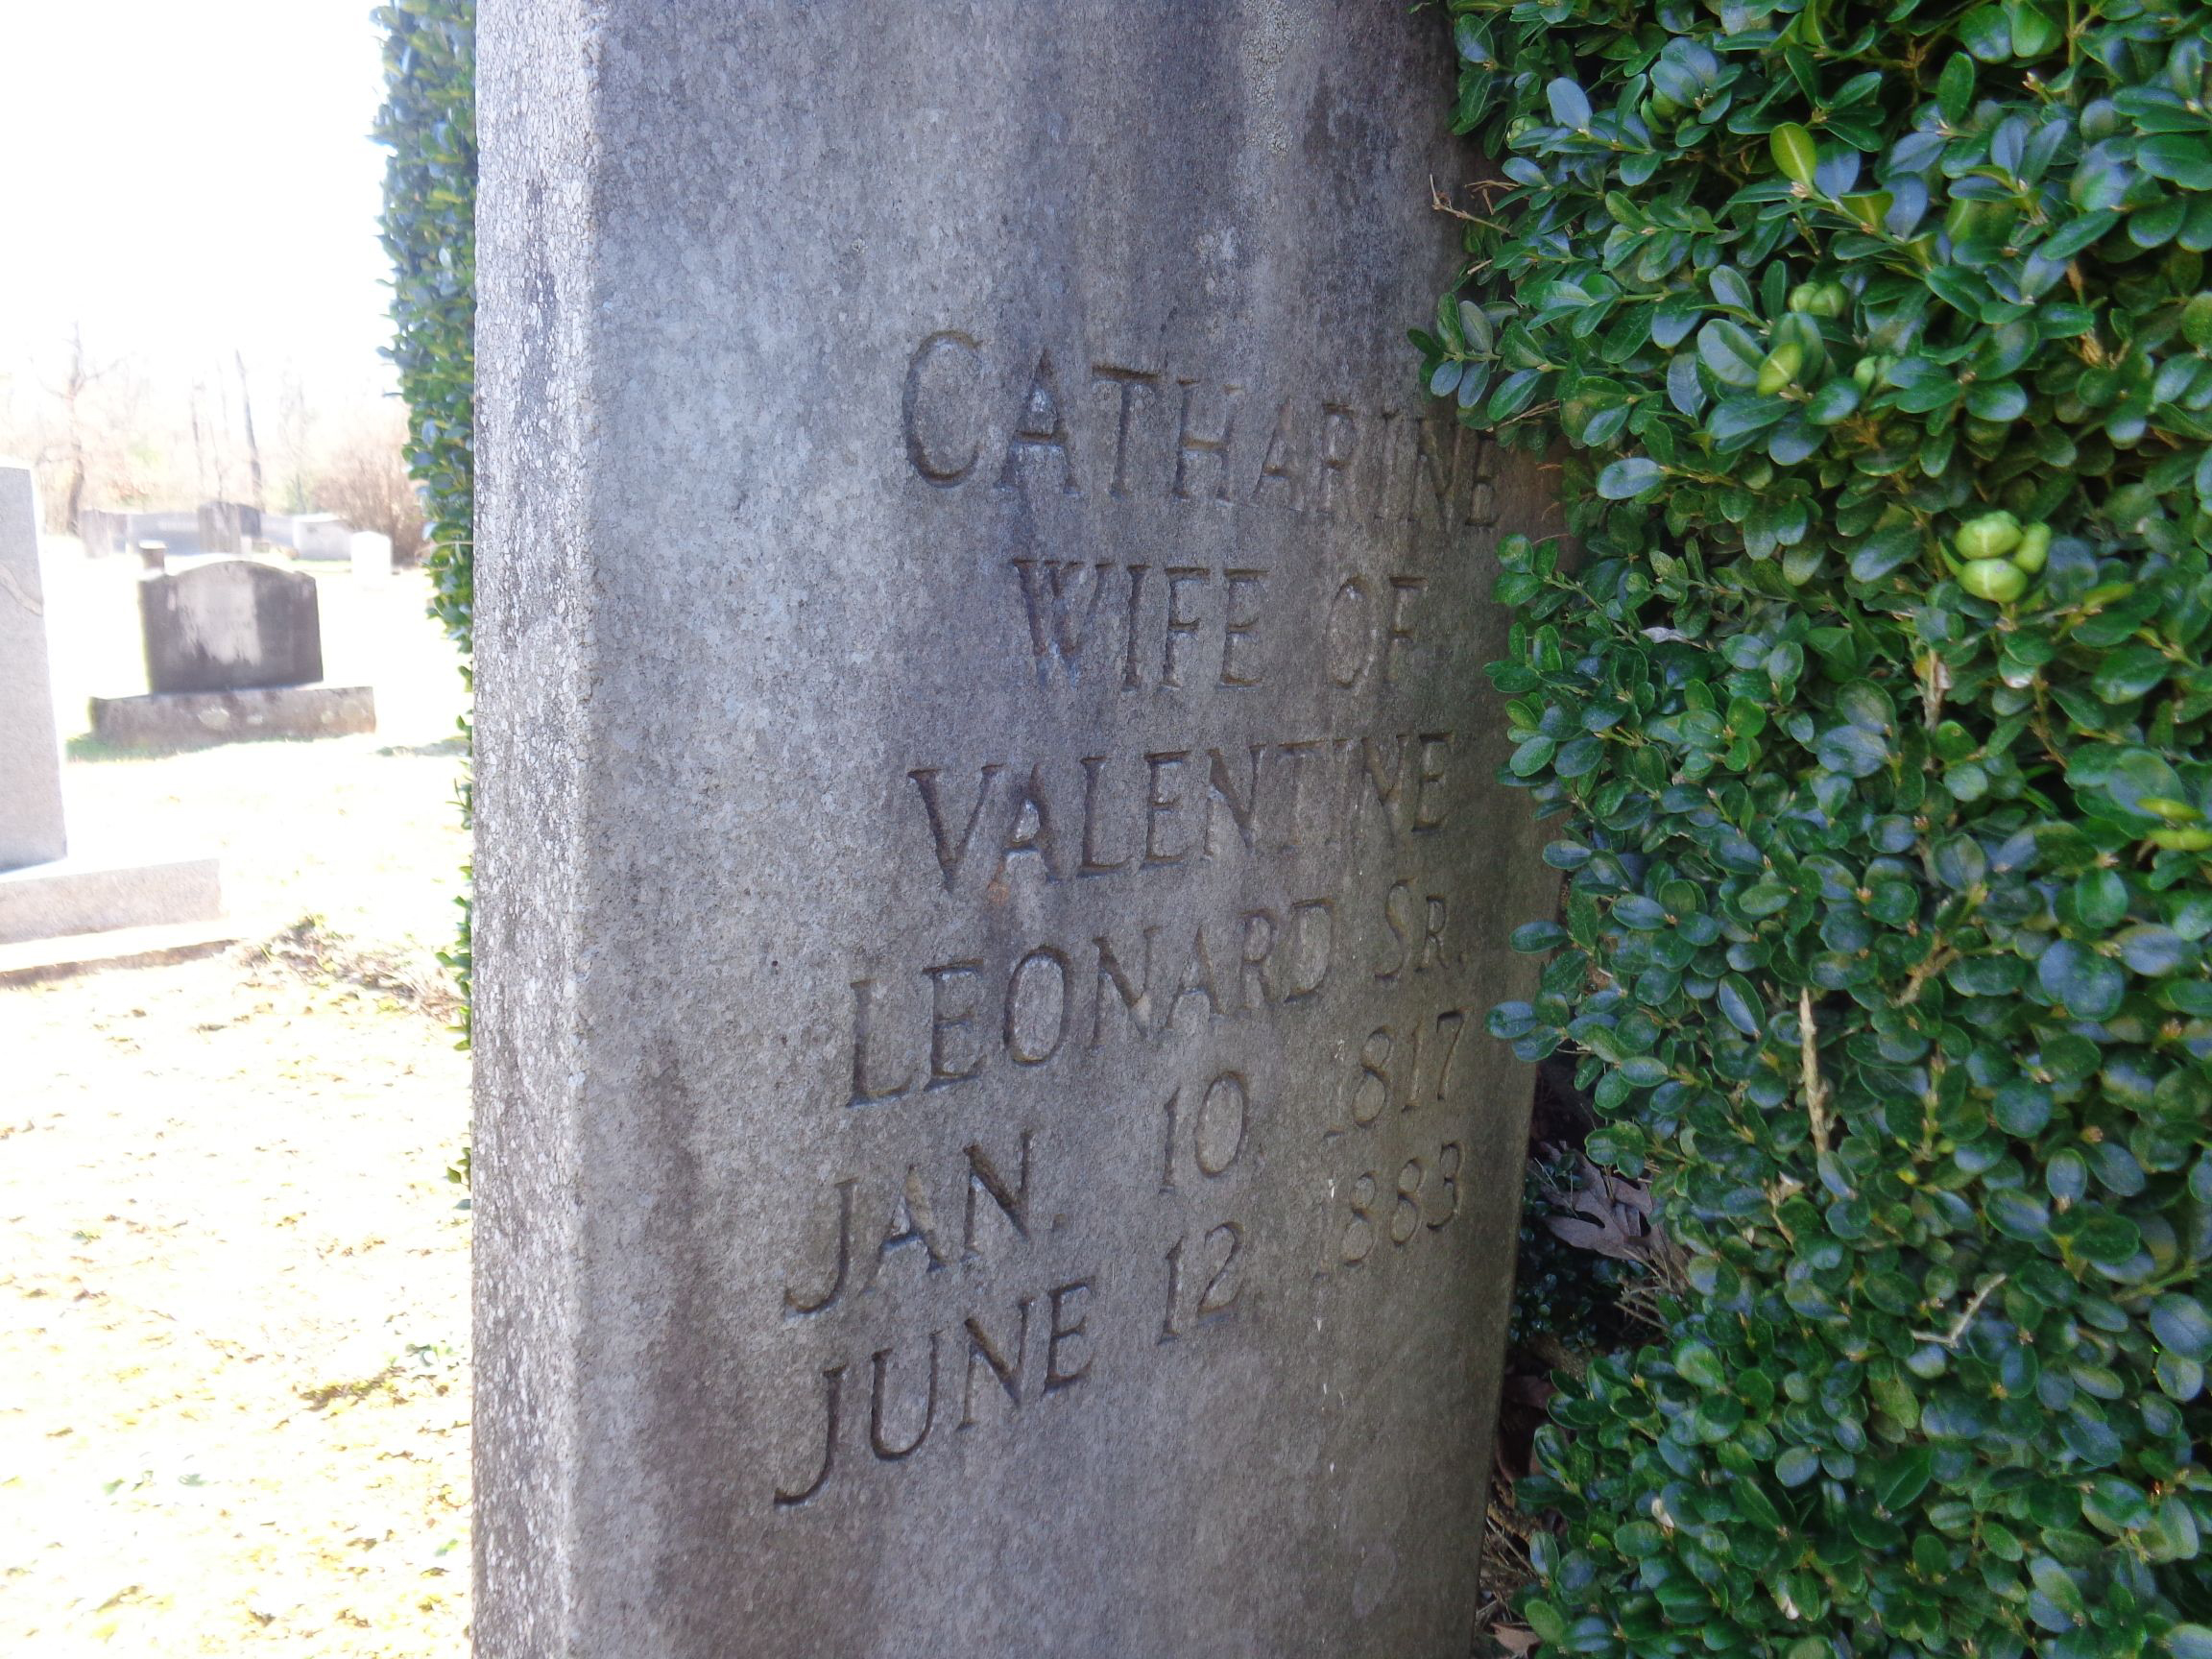 CATHARINE
WIFE OF
VALENTINE
LEONARD SR.
JAN. 10, 1817
JUNE 12, 1883